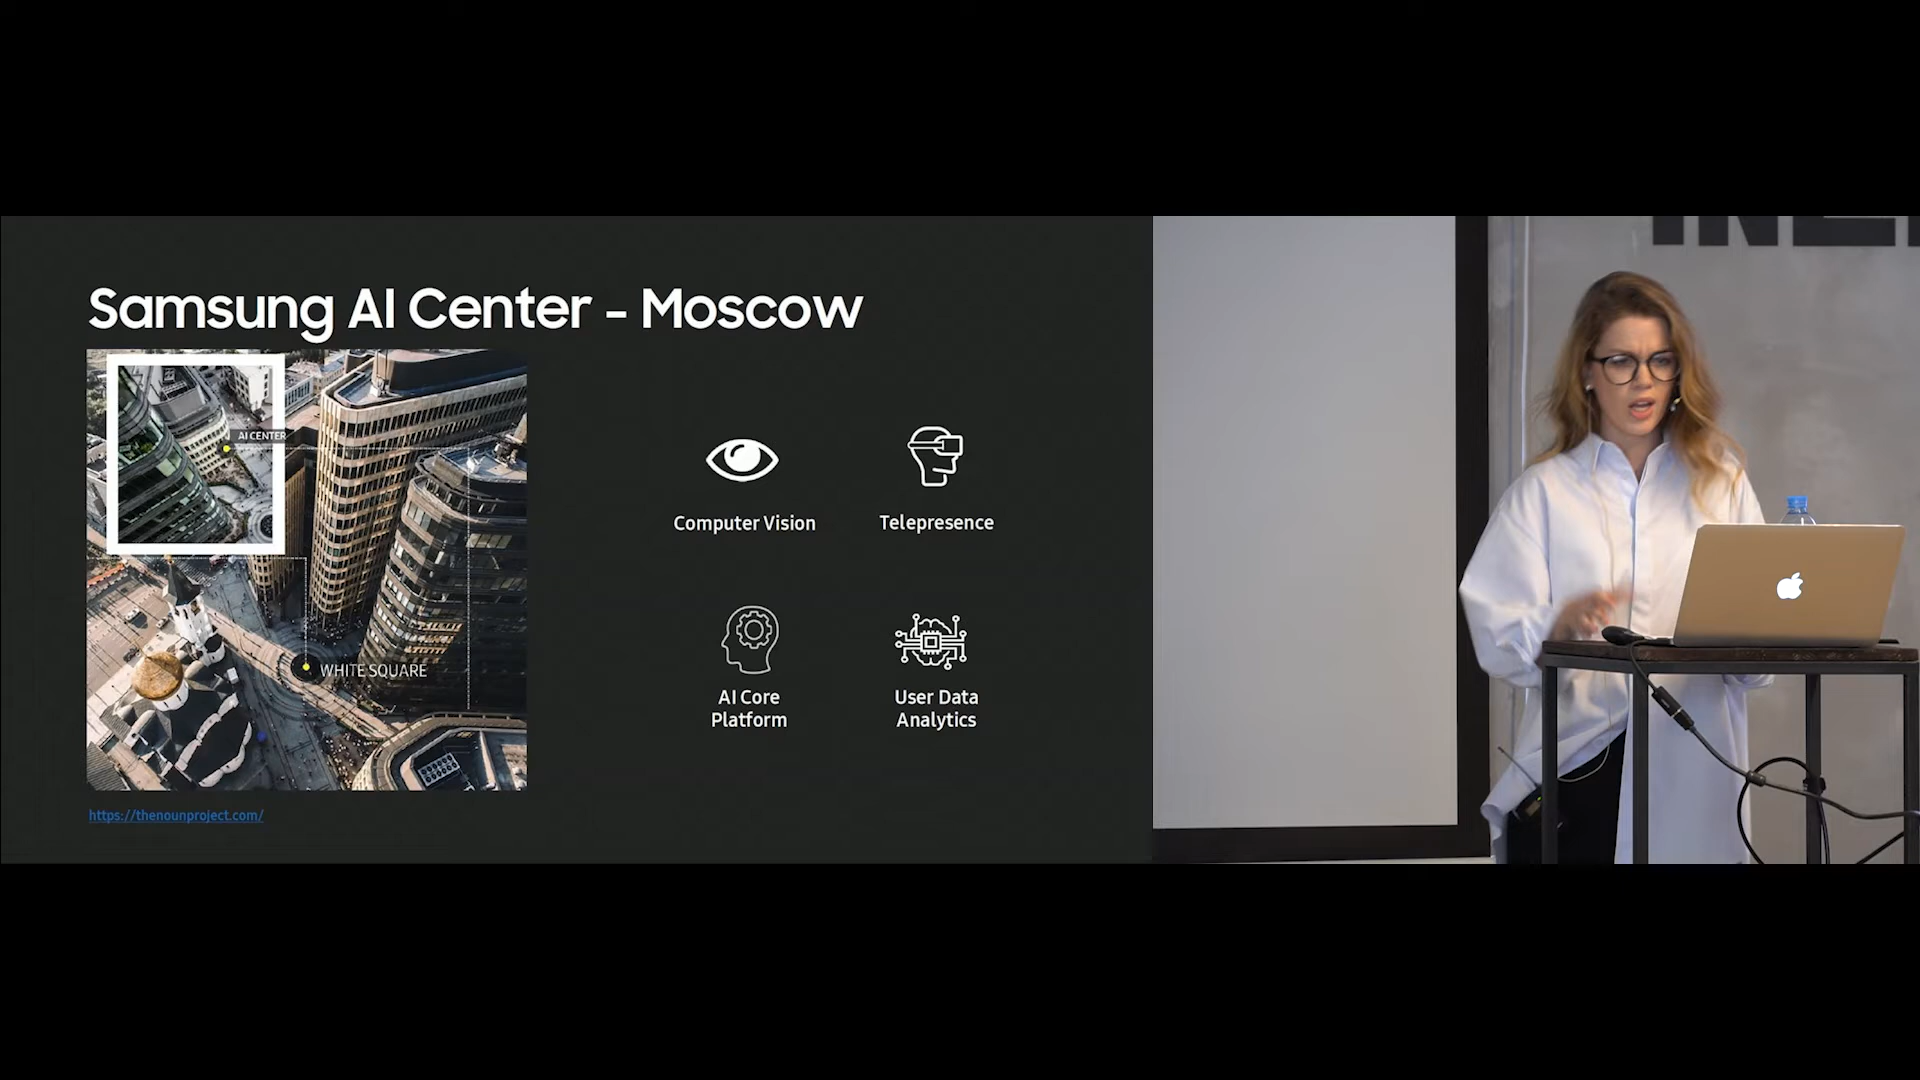 Samsung AI Center - Moscow
AI CENTER
WHITE SQUARE
Computer Vision
Telepresence
AI Core
Platform
User Data
Analytics
https://thenounproject.com/